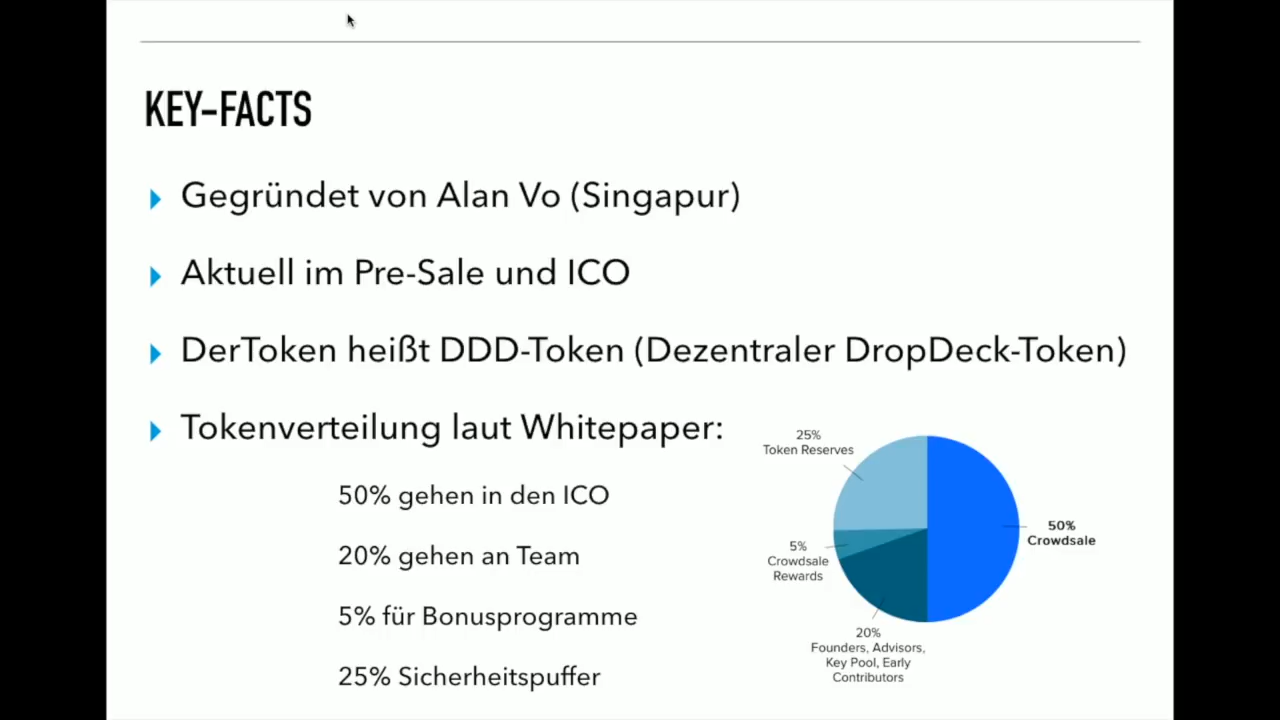 KEY-FACTS
Gegründet von Alan Vo (Singapur)
Aktuell im Pre-Sale und ICO
DerToken heißt DDD-Token (Dezentraler DropDeck-Token)
Tokenverteilung laut Whitepaper:
50% gehen in den ICO
20% gehen an Team
5% für Bonusprogramme
25% Sicherheitspuffer
25%
Token Reserves
50%
Crowdsale
5%
Crowdsale
Rewards
20%
Founders, Advisors,
Key Pool, Early
Contributors